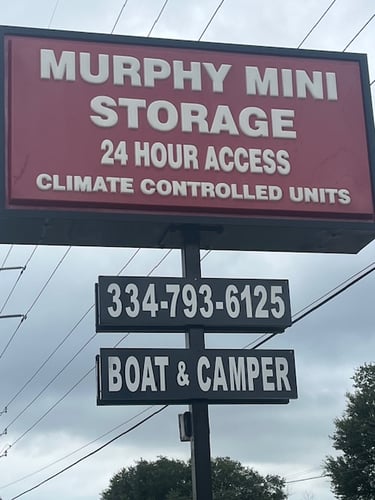 MURPHY MINI
STORAGE
24 HOUR ACCESS
CLIMATE CONTROLLED UNITS
334-793-6125
BOAT & CAMPER